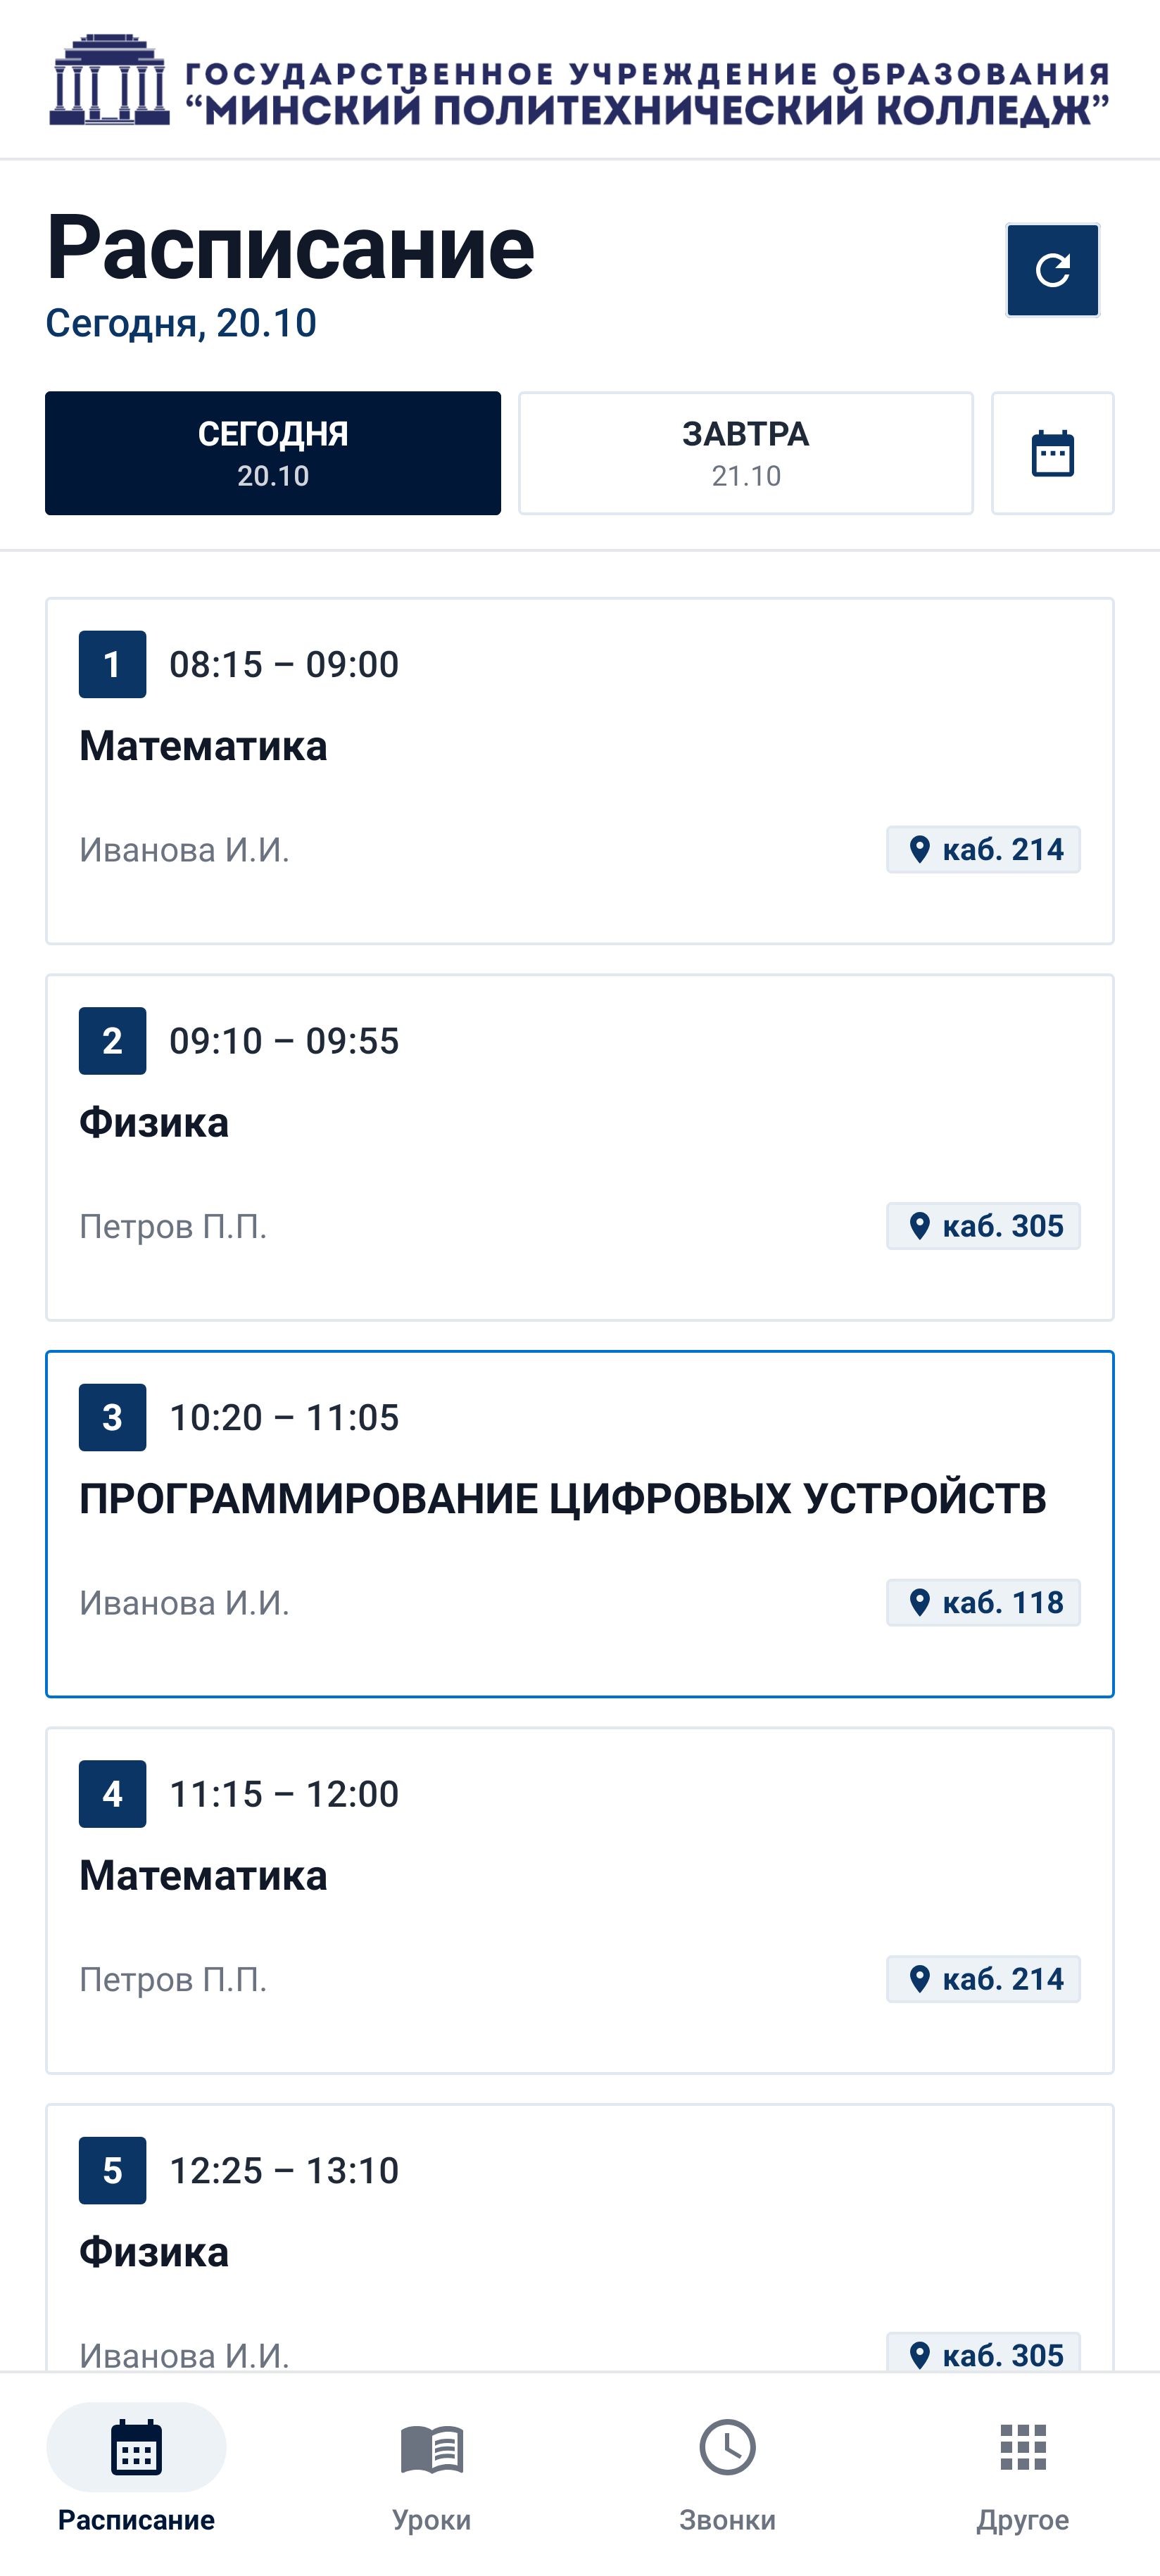 ГОСУДАРСТВЕННОЕ УЧРЕЖДЕНИЕ ОБРАЗОВАНИЯ
“МИНСКИЙ ПОЛИТЕХНИЧЕСКИЙ КОЛЛЕДЖ”
Расписание
Сегодня, 20.10
СЕГОДНЯ
20.10
ЗАВТРА
21.10
1 08:15 – 09:00
Математика
Иванова И.И. каб. 214
2 09:10 – 09:55
Физика
Петров П.П. каб. 305
3 10:20 – 11:05
ПРОГРАММИРОВАНИЕ ЦИФРОВЫХ УСТРОЙСТВ
Иванова И.И. каб. 118
4 11:15 – 12:00
Математика
Петров П.П. каб. 214
5 12:25 – 13:10
Физика
Иванова И.И. каб. 305
Расписание Уроки Звонки Другое